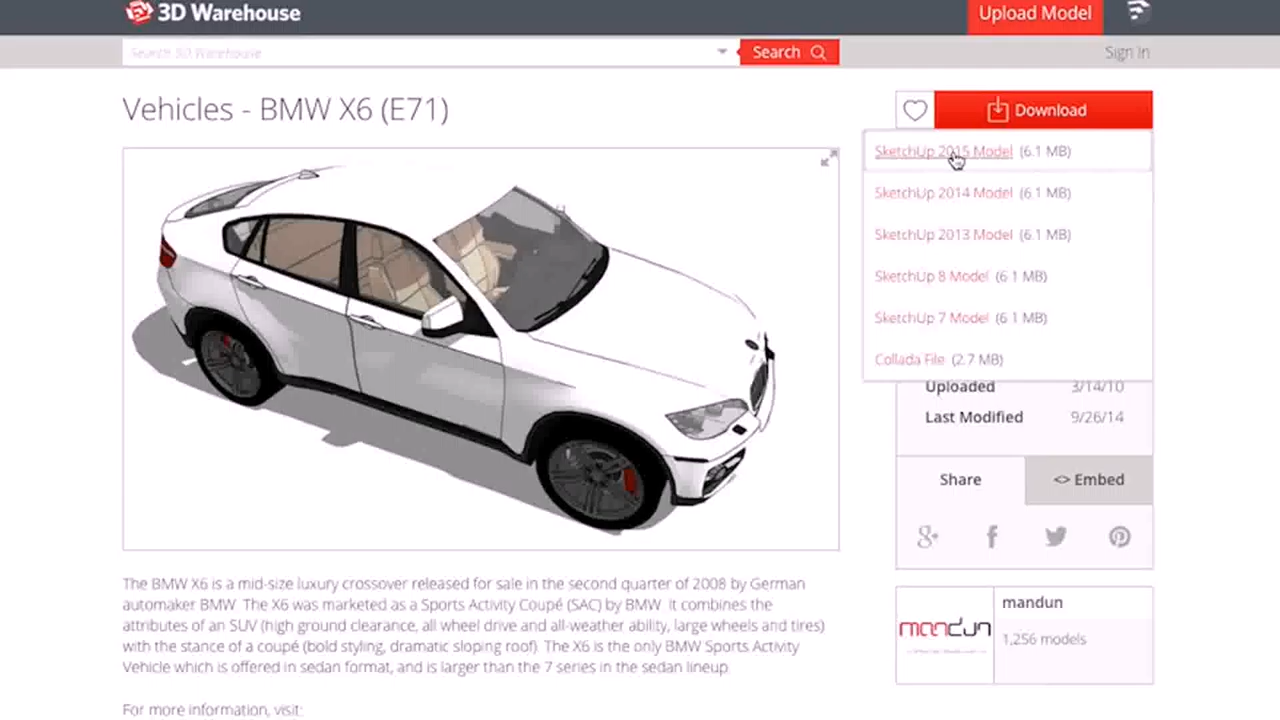 3D Warehouse
Upload Model
Search 3D Warehouse
Search
Sign In
Vehicles - BMW X6 (E71)
Download
SketchUp 2015 Model (6.1 MB)
SketchUp 2014 Model (6.1 MB)
SketchUp 2013 Model (6.1 MB)
SketchUp 8 Model (6.1 MB)
SketchUp 7 Model (6.1 MB)
Collada File (2.7 MB)
Uploaded 3/14/10
Last Modified 9/26/14
Share
<> Embed
The BMW X6 is a mid-size luxury crossover released for sale in the second quarter of 2008 by German
automaker BMW. The X6 was marketed as a Sports Activity Coupé (SAC) by BMW. It combines the
attributes of an SUV (high ground clearance, all wheel drive and all-weather ability, large wheels and tires)
with the stance of a coupé (bold styling, dramatic sloping roof). The X6 is the only BMW Sports Activity
Vehicle which is offered in sedan format, and is larger than the 7 series in the sedan lineup.
For more information, visit:
mandun
mandun
1,256 models